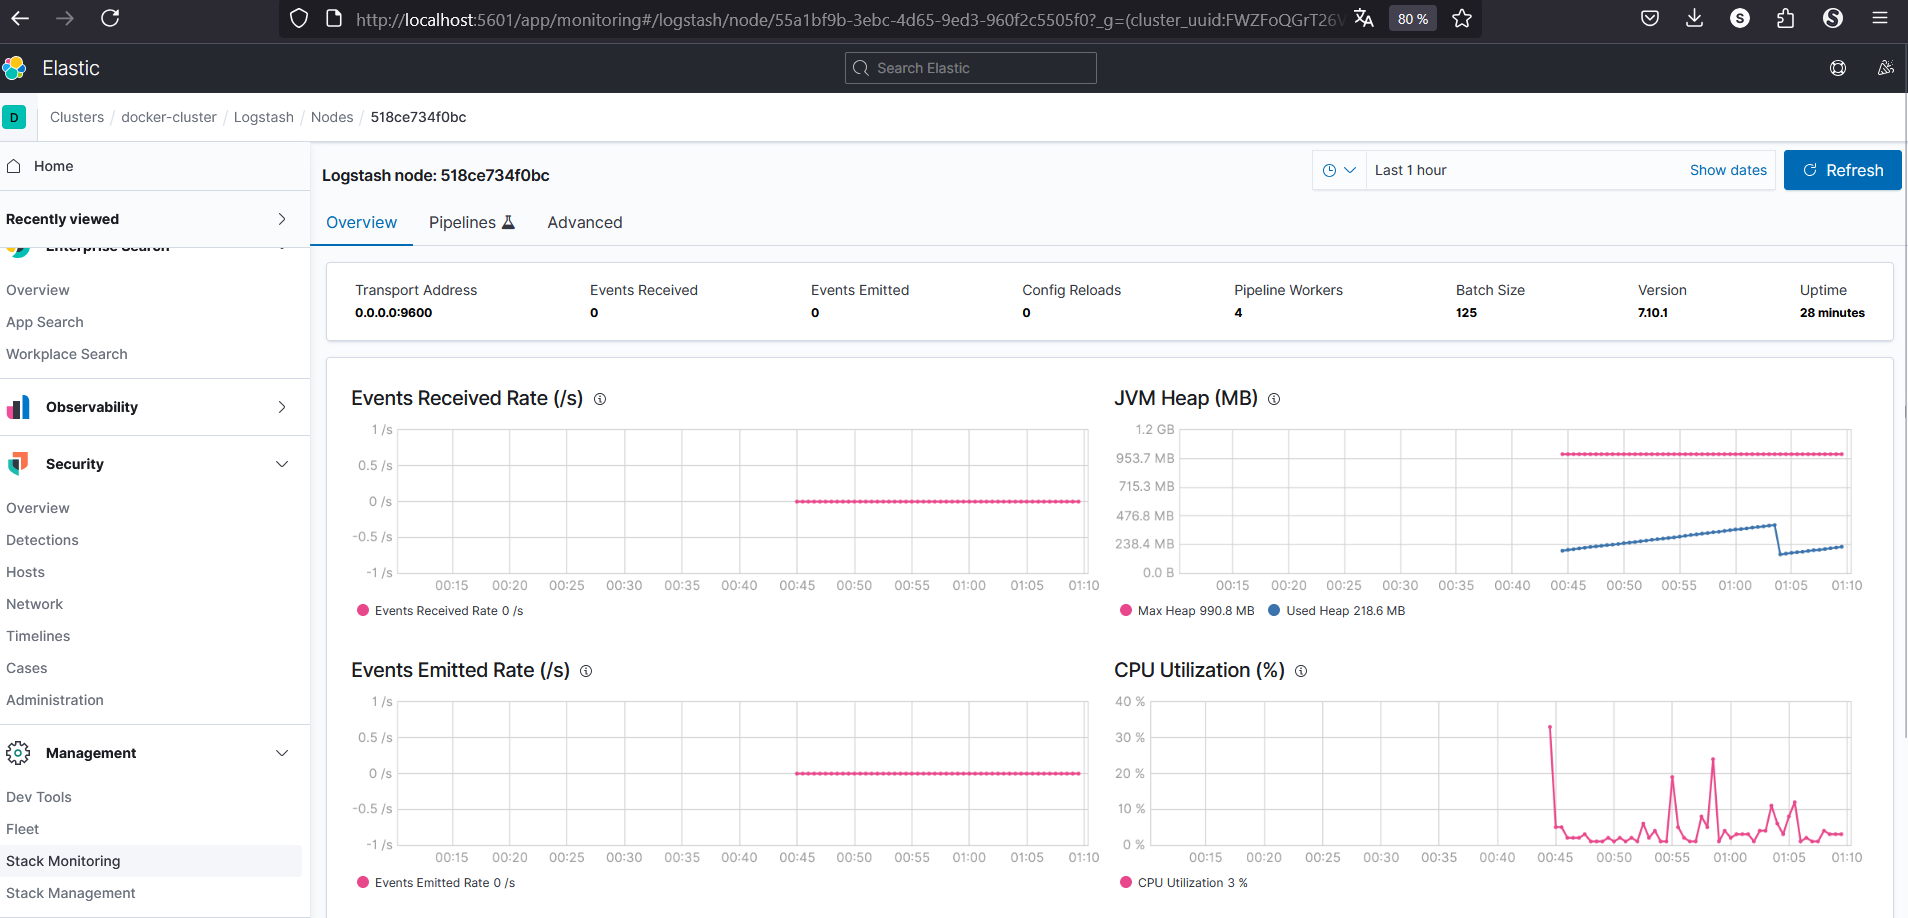 http://localhost:5601/app/monitoring#/logstash/node/55a1bf9b-3ebc-4d65-9ed3-960f2c5505f0?_g=(cluster_uuid:FWZFoQGrT26V
80 %
S
Elastic
Search Elastic
D
Clusters / docker-cluster / Logstash / Nodes / 518ce734f0bc
Home
Recently viewed
Enterprise Search
Overview
App Search
Workplace Search
Observability
Security
Overview
Detections
Hosts
Network
Timelines
Cases
Administration
Management
Dev Tools
Fleet
Stack Monitoring
Stack Management
Logstash node: 518ce734f0bc
Last 1 hour
Show dates
Refresh
Overview
Pipelines
Advanced
Transport Address
0.0.0.0:9600
Events Received
0
Events Emitted
0
Config Reloads
0
Pipeline Workers
4
Batch Size
125
Version
7.10.1
Uptime
28 minutes
Events Received Rate (/s)
1 /s
0.5 /s
0 /s
-0.5 /s
-1 /s
00:15 00:20 00:25 00:30 00:35 00:40 00:45 00:50 00:55 01:00 01:05 01:10
Events Received Rate 0 /s
JVM Heap (MB)
1.2 GB
953.7 MB
715.3 MB
476.8 MB
238.4 MB
0.0 B
00:15 00:20 00:25 00:30 00:35 00:40 00:45 00:50 00:55 01:00 01:05 01:10
Max Heap 990.8 MB Used Heap 218.6 MB
Events Emitted Rate (/s)
1 /s
0.5 /s
0 /s
-0.5 /s
-1 /s
00:15 00:20 00:25 00:30 00:35 00:40 00:45 00:50 00:55 01:00 01:05 01:10
Events Emitted Rate 0 /s
CPU Utilization (%)
40 %
30 %
20 %
10 %
0 %
00:15 00:20 00:25 00:30 00:35 00:40 00:45 00:50 00:55 01:00 01:05 01:10
CPU Utilization 3 %